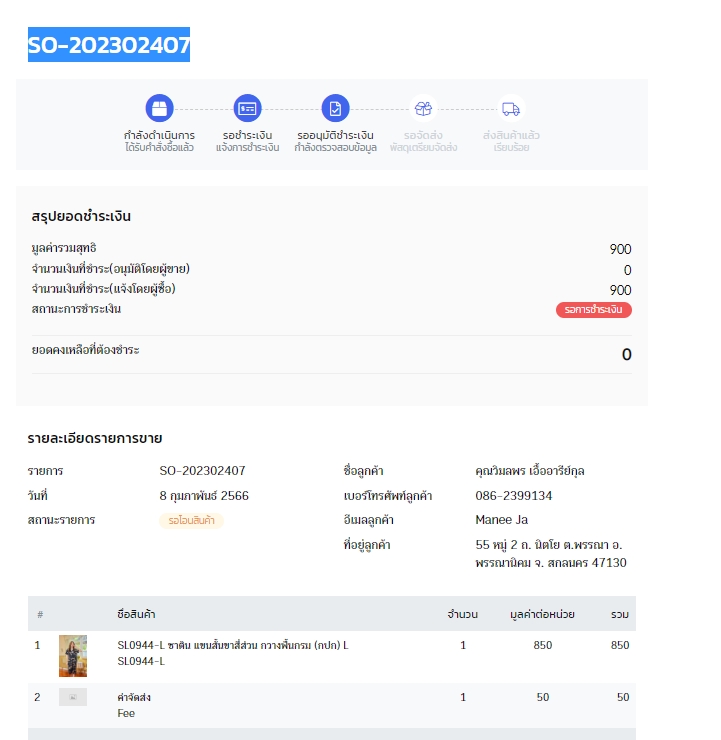 SO-202302407
กำลังดำเนินการ
ได้รับคำสั่งซื้อแล้ว
รอชำระเงิน
แจ้งการชำระเงิน
รออนุมัติชำระเงิน
กำลังตรวจสอบข้อมูล
รอจัดส่ง
พัสดุเตรียมจัดส่ง
ส่งสินค้าแล้ว
เรียบร้อย
สรุปยอดชำระเงิน
มูลค่ารวมสุทธิ 900
จำนวนเงินที่ชำระ(อนุมัติโดยผู้ขาย) 0
จำนวนเงินที่ชำระ(แจ้งโดยผู้ซื้อ) 900
สถานะการชำระเงิน รอการชำระเงิน
ยอดคงเหลือที่ต้องชำระ 0
รายละเอียดรายการขาย
รายการ SO-202302407 ชื่อลูกค้า คุณวิมลพร เอื้ออารีย์กุล
วันที่ 8 กุมภาพันธ์ 2566 เบอร์โทรศัพท์ลูกค้า 086-2399134
สถานะรายการ รอโอนสินค้า อีเมลลูกค้า Manee Ja
ที่อยู่ลูกค้า 55 หมู่ 2 ถ. นิตโย ต.พรรณา อ.
พรรณานิคม จ. สกลนคร 47130
# ชื่อสินค้า จำนวน มูลค่าต่อหน่วย รวม
1 SL0944-L ซาติน แขนสั้นขาสี่ส่วน กวางพื้นกรม (กปก) L 1 850 850
SL0944-L
2 ค่าจัดส่ง 1 50 50
Fee